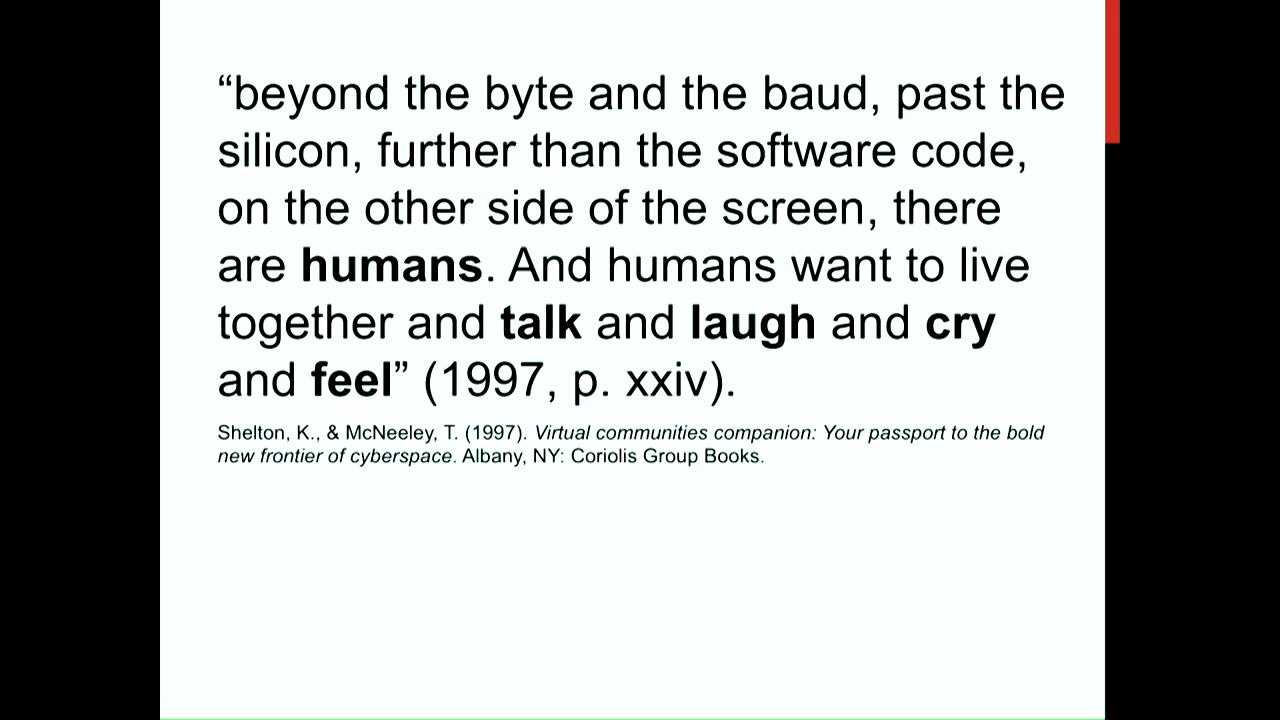 “beyond the byte and the baud, past the
silicon, further than the software code,
on the other side of the screen, there
are humans. And humans want to live
together and talk and laugh and cry
and feel” (1997, p. xxiv).
Shelton, K., & McNeeley, T. (1997). Virtual communities companion: Your passport to the bold
new frontier of cyberspace. Albany, NY: Coriolis Group Books.